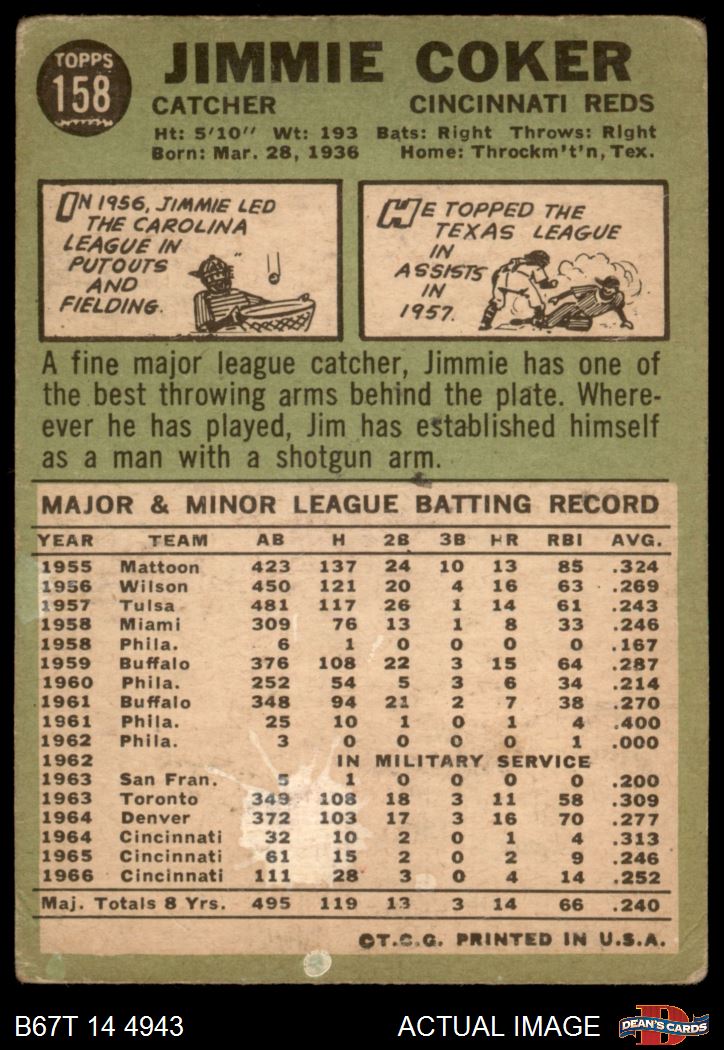 TOPPS
158
JIMMIE COKER
CATCHER CINCINNATI REDS
Ht: 5'10" Wt: 193 Bats: Right Throws: Right
Born: Mar. 28, 1936 Home: Throckm't'n, Tex.
ON 1956, JIMMIE LED
THE CAROLINA
LEAGUE IN
PUTOUTS
AND
FIELDING.
HE TOPPED THE
TEXAS LEAGUE
IN
ASSISTS
IN
1957.
A fine major league catcher, Jimmie has one of
the best throwing arms behind the plate. Where-
ever he has played, Jim has established himself
as a man with a shotgun arm.
MAJOR & MINOR LEAGUE BATTING RECORD
YEAR TEAM AB H 2B 3B HR RBI AVG.
1955 Mattoon 423 137 24 10 13 85 .324
1956 Wilson 450 121 20 4 16 63 .269
1957 Tulsa 481 117 26 1 14 61 .243
1958 Miami 309 76 13 1 8 33 .246
1958 Phila. 6 1 0 0 0 0 .167
1959 Buffalo 376 108 22 3 15 64 .287
1960 Phila. 252 54 5 3 6 34 .214
1961 Buffalo 348 94 21 2 7 38 .270
1961 Phila. 25 10 1 0 1 4 .400
1962 Phila. 3 0 0 0 0 1 .000
1962 IN MILITARY SERVICE
1963 San Fran. 5 1 0 0 0 0 .200
1963 Toronto 349 108 18 3 11 58 .309
1964 Denver 372 103 17 3 16 70 .277
1964 Cincinnati 32 10 2 0 1 4 .313
1965 Cincinnati 61 15 2 0 2 9 .246
1966 Cincinnati 111 28 3 0 4 14 .252
Maj. Totals 8 Yrs. 495 119 13 3 14 66 .240
©T.C.G. PRINTED IN U.S.A.
B67T 14 4943 ACTUAL IMAGE
D
DEAN'S CARDS